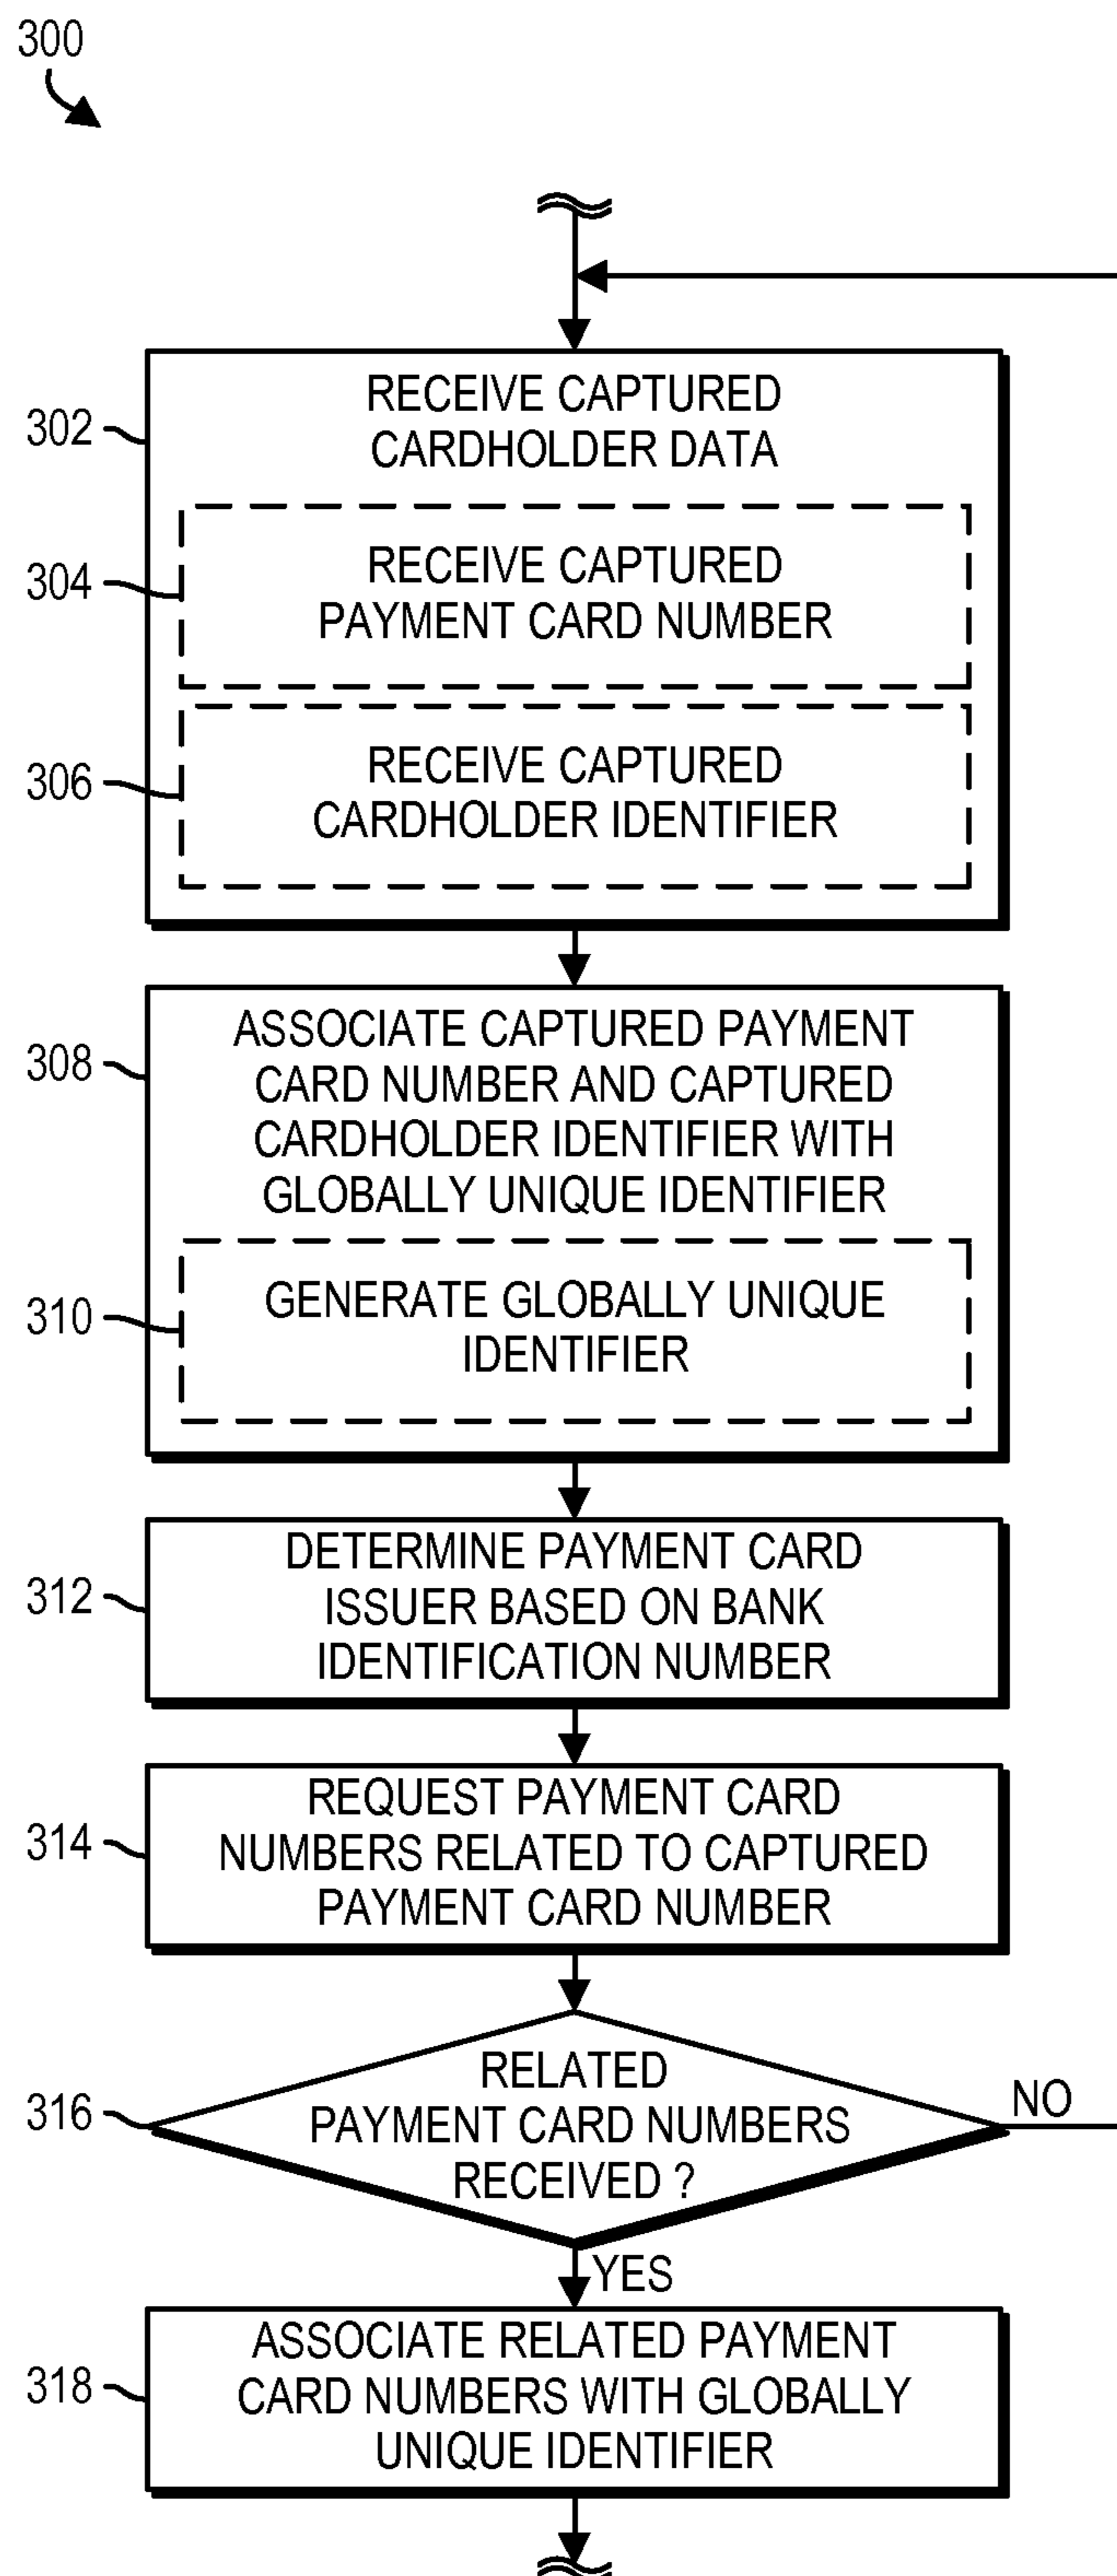 300
302
RECEIVE CAPTURED
CARDHOLDER DATA
304
RECEIVE CAPTURED
PAYMENT CARD NUMBER
306
RECEIVE CAPTURED
CARDHOLDER IDENTIFIER
308
ASSOCIATE CAPTURED PAYMENT
CARD NUMBER AND CAPTURED
CARDHOLDER IDENTIFIER WITH
GLOBALLY UNIQUE IDENTIFIER
310
GENERATE GLOBALLY UNIQUE
IDENTIFIER
312
DETERMINE PAYMENT CARD
ISSUER BASED ON BANK
IDENTIFICATION NUMBER
314
REQUEST PAYMENT CARD
NUMBERS RELATED TO CAPTURED
PAYMENT CARD NUMBER
316
RELATED
PAYMENT CARD NUMBERS
RECEIVED ?
NO
YES
318
ASSOCIATE RELATED PAYMENT
CARD NUMBERS WITH GLOBALLY
UNIQUE IDENTIFIER